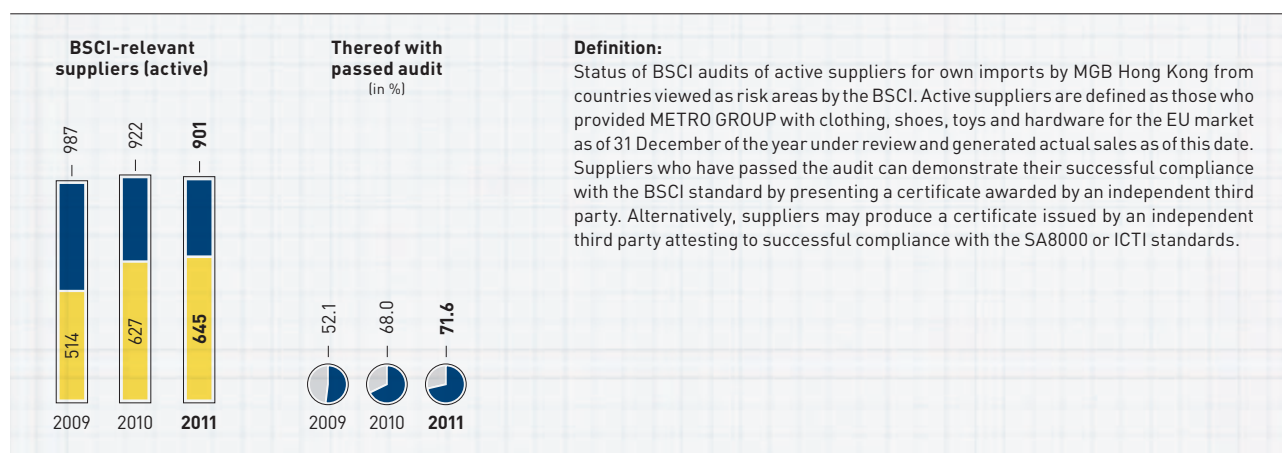 BSCI-relevant
suppliers (active)
987
922
901
514
627
645
2009
2010
2011
Thereof with
passed audit
(in %)
52.1
68.0
71.6
2009
2010
2011
Definition:
Status of BSCI audits of active suppliers for own imports by MGB Hong Kong from
countries viewed as risk areas by the BSCI. Active suppliers are defined as those who
provided METRO GROUP with clothing, shoes, toys and hardware for the EU market
as of 31 December of the year under review and generated actual sales as of this date.
Suppliers who have passed the audit can demonstrate their successful compliance
with the BSCI standard by presenting a certificate awarded by an independent third
party. Alternatively, suppliers may produce a certificate issued by an independent
third party attesting to successful compliance with the SA8000 or ICTI standards.